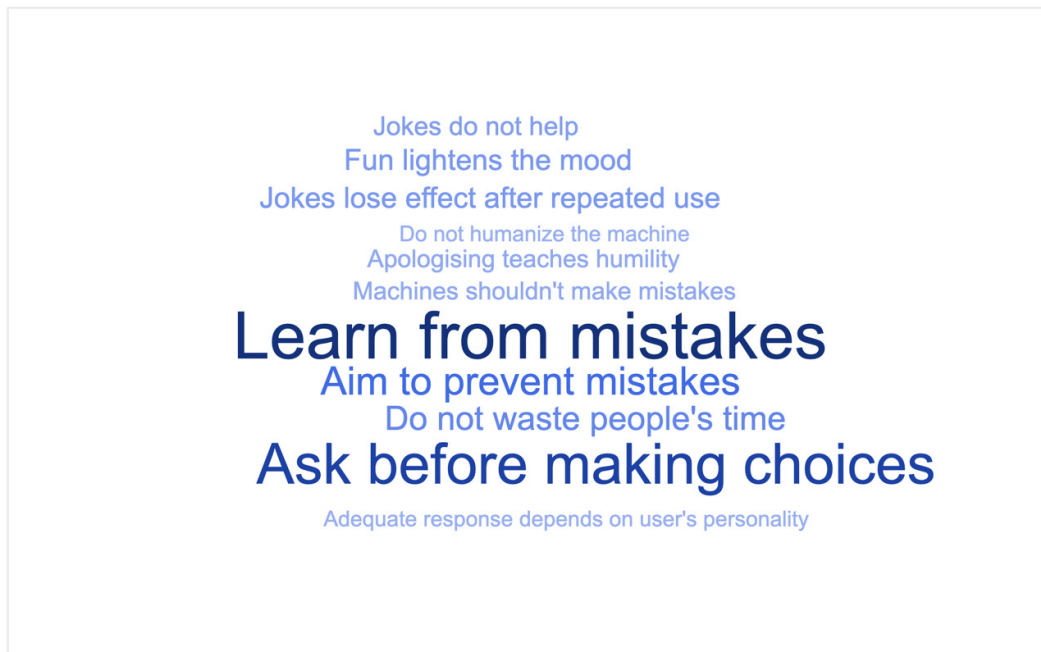 Jokes do not help
Fun lightens the mood
Jokes lose effect after repeated use
Do not humanize the machine
Apologising teaches humility
Machines shouldn't make mistakes
Learn from mistakes
Aim to prevent mistakes
Do not waste people's time
Ask before making choices
Adequate response depends on user's personality